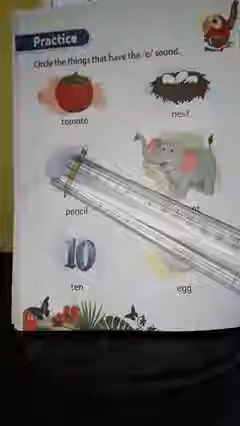 Practice
Circle the things that have the /e/ sound.
tomato
nest
pencil
10
ten
egg